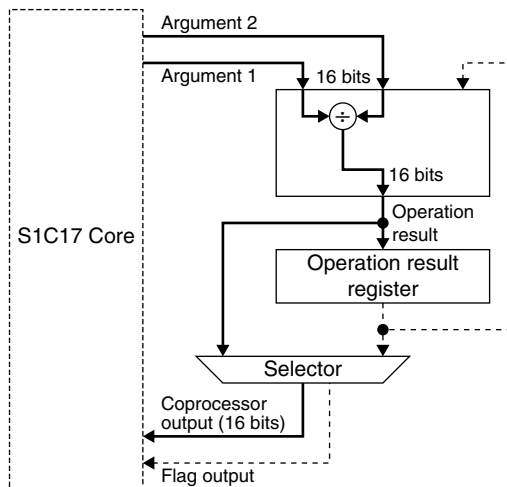 Argument 2
Argument 1
16 bits
÷
16 bits
S1C17 Core
Operation
result
Operation result
register
Selector
Coprocessor
output (16 bits)
Flag output